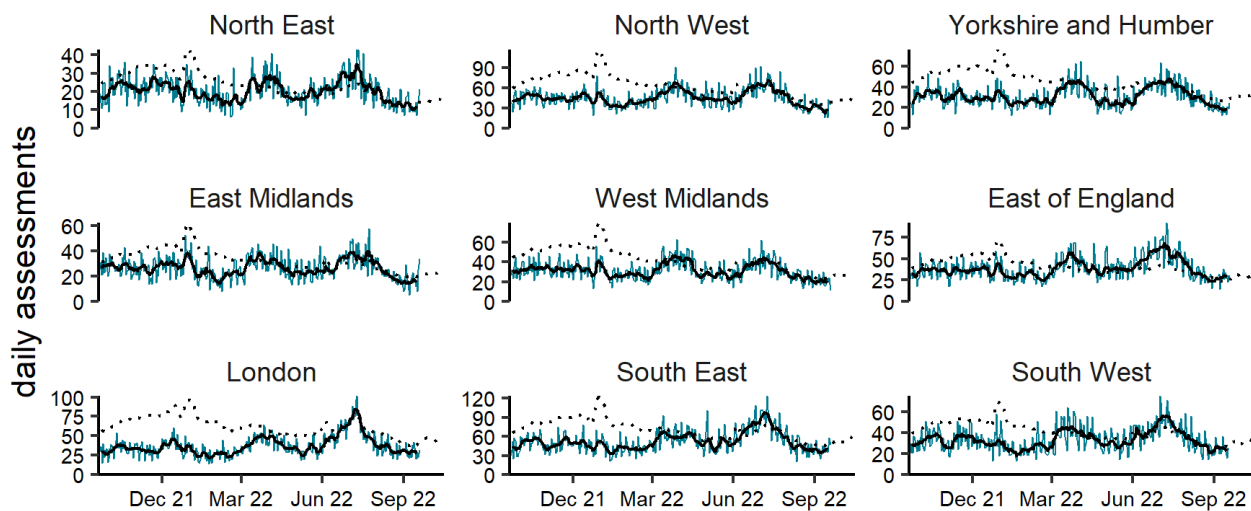 North East North West Yorkshire and Humber
40 90 60
30 60 40
20 30 20
10 0 0
0
East Midlands West Midlands East of England
60 60 75
40 40 50
20 20 25
0 0 0
daily assessments
London South East South West
100 120 60
75 90 40
50 60 20
25 30 0
0 0
Dec 21 Mar 22 Jun 22 Sep 22 Dec 21 Mar 22 Jun 22 Sep 22 Dec 21 Mar 22 Jun 22 Sep 22